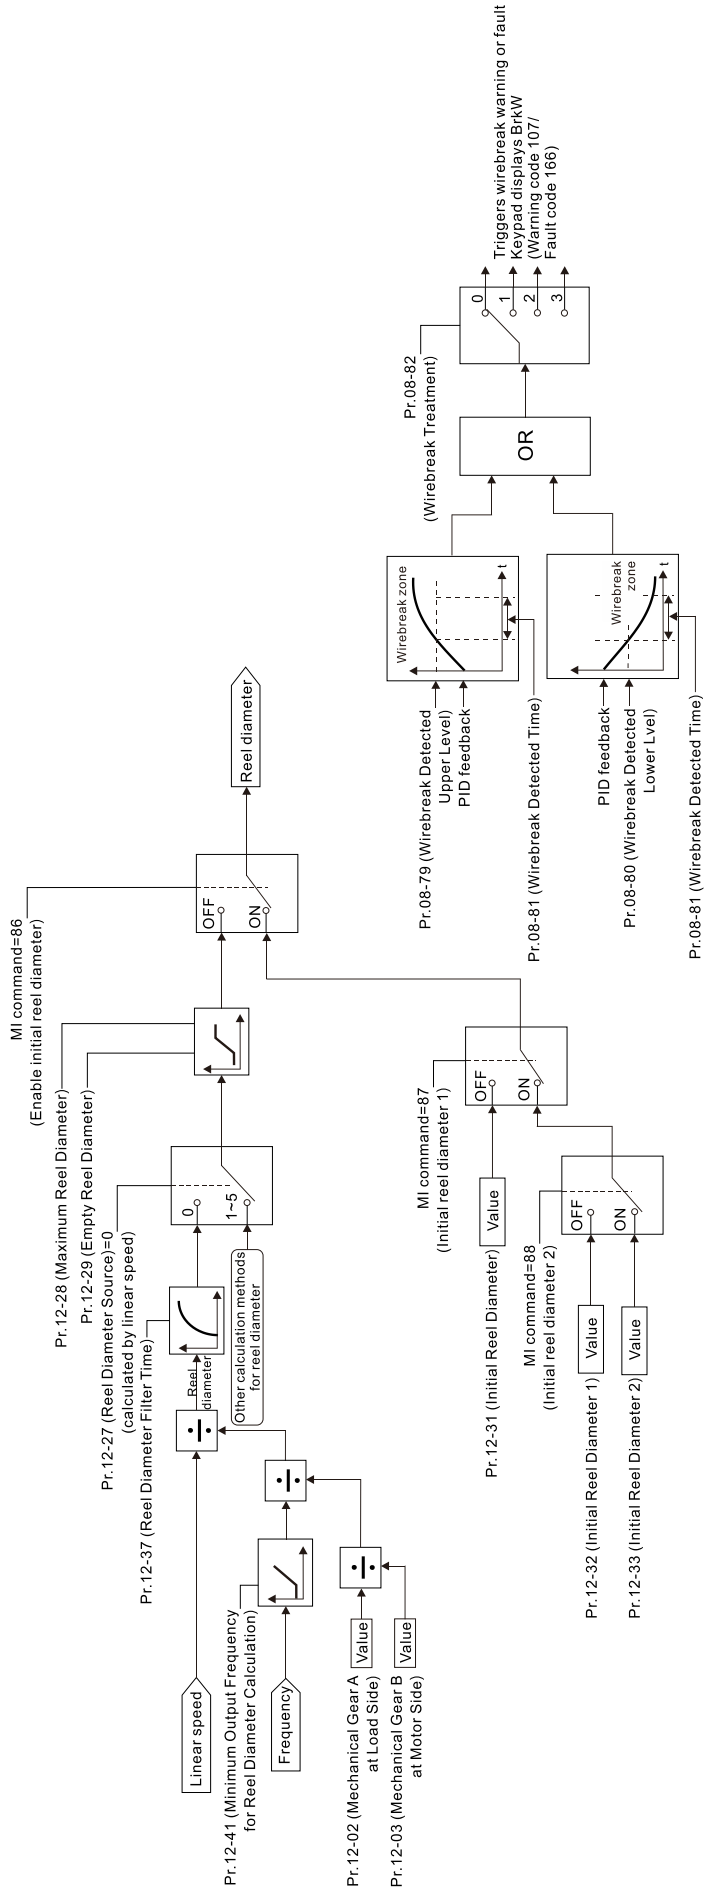 MI command=86
(Enable initial reel diameter)
Pr.12-28 (Maximum Reel Diameter)
Pr.12-29 (Empty Reel Diameter)
Pr.12-27 (Reel Diameter Source)=0
(calculated by linear speed)
Pr.12-37 (Reel Diameter Filter Time)
Linear speed
Reel
diameter
0
1~5
OFF
ON
Reel diameter
Other calculation methods
for reel diameter
Pr.12-41 (Minimum Output Frequency
for Reel Diameter Calculation)
Frequency
Pr.12-02 (Mechanical Gear A
at Load Side)
Value
Pr.12-03 (Mechanical Gear B
at Motor Side)
Value
MI command=87
(Initial reel diameter 1)
Pr.12-31 (Initial Reel Diameter)
Value
OFF
ON
MI command=88
(Initial reel diameter 2)
Pr.12-32 (Initial Reel Diameter 1)
Value
OFF
Pr.12-33 (Initial Reel Diameter 2)
Value
ON
Pr.08-79 (Wirebreak Detected
Upper Level)
PID feedback
Wirebreak zone
t
Pr.08-81 (Wirebreak Detected Time)
PID feedback
Pr.08-80 (Wirebreak Detected
Lower Lvel)
Wirebreak
zone
t
Pr.08-81 (Wirebreak Detected Time)
OR
Pr.08-82
(Wirebreak Treatment)
0
1
2
3
Triggers wirebreak warning or fault
Keypad displays BrkW
(Warning code 107/
Fault code 166)